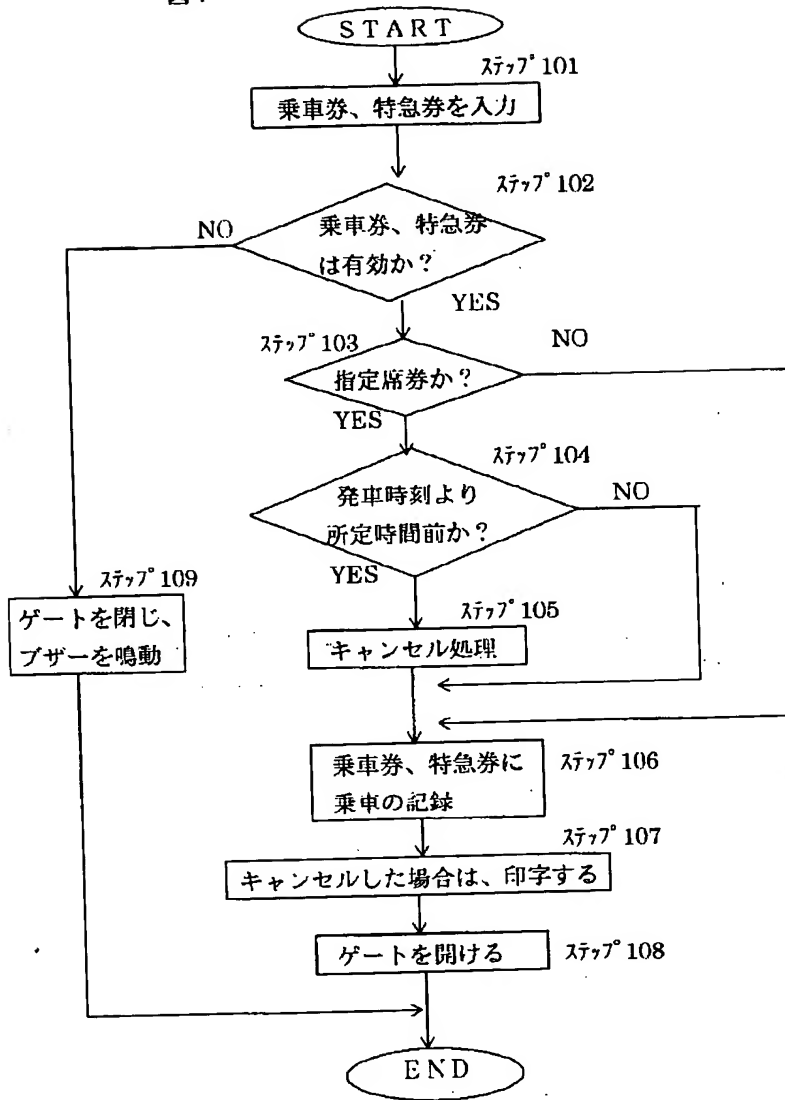 START
ステップ101
乗車券、特急券を入力
ステップ102
NO
乗車券、特急券
は有効か？
YES
ステップ103
NO
指定席券か？
YES
ステップ104
発車時刻より
所定時間前か？
NO
YES
ステップ109
ゲートを閉じ、
ブザーを鳴動
ステップ105
キャンセル処理
乗車券、特急券に
乗車の記録
ステップ106
ステップ107
キャンセルした場合は、印字する
ゲートを開ける
ステップ108
END